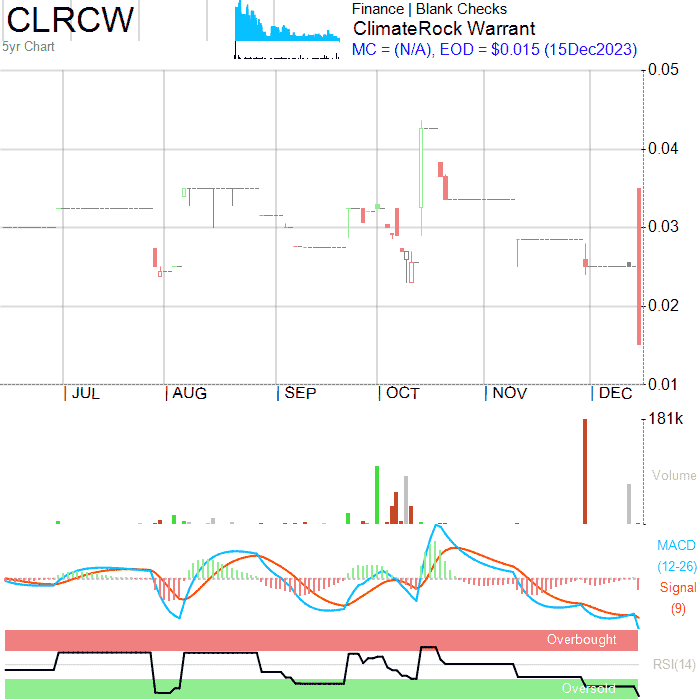 CLRCW
5yr Chart
Finance | Blank Checks
ClimateRock Warrant
MC = (N/A), EOD = $0.015 (15Dec2023)
0.05
0.04
0.03
0.02
0.01
JUL AUG SEP OCT NOV DEC
181k
Volume
MACD
(12-26)
Signal
(9)
Overbought
RSI(14)
Oversold